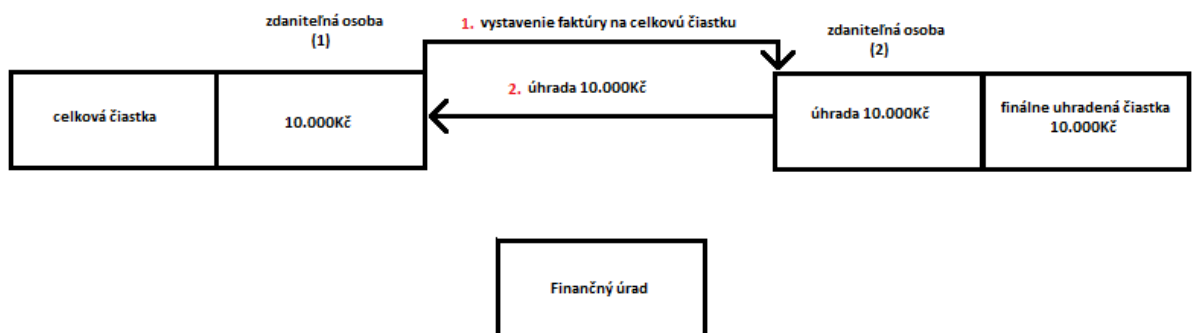 zdaniteľná osoba
(1)
1. vystavenie faktúry na celkovú čiastku
zdaniteľná osoba
(2)
celková čiastka
10.000Kč
2. úhrada 10.000Kč
úhrada 10.000Kč
finálne uhradená čiastka
10.000Kč
Finančný úrad